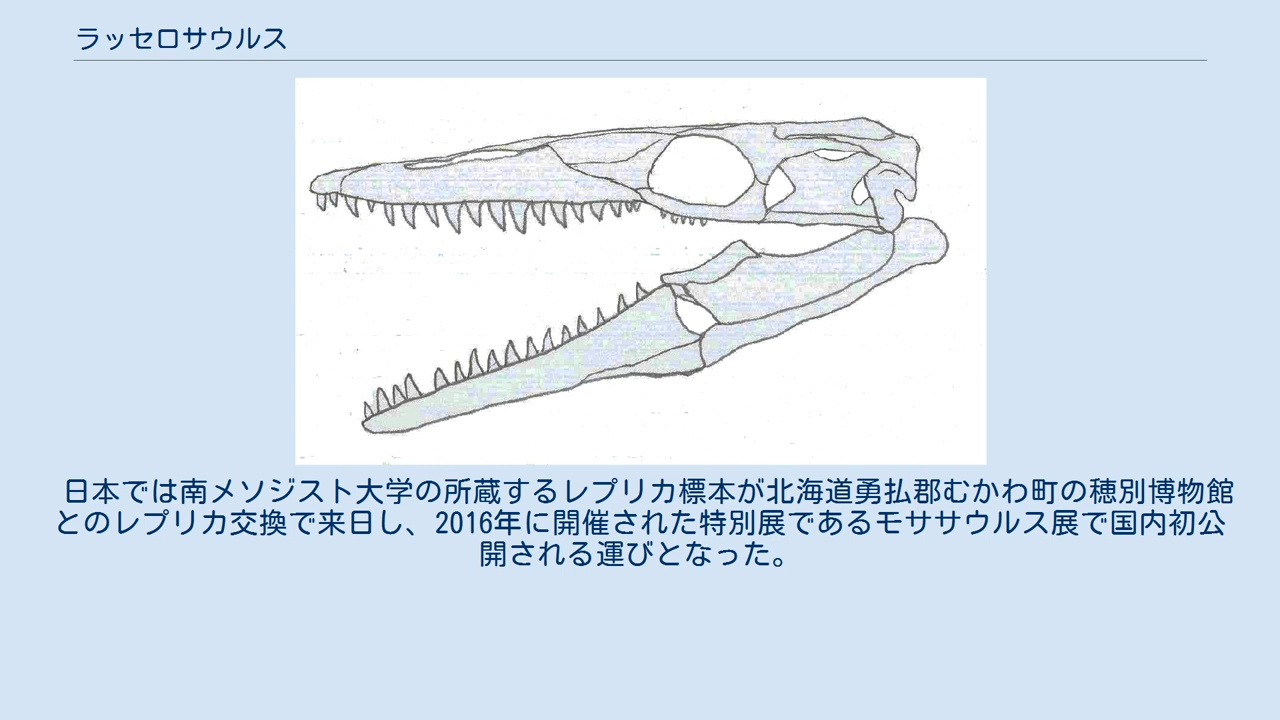 ラッセロサウルス
日本では南メソジスト大学の所蔵するレプリカ標本が北海道勇払郡むかわ町の穂別博物館
とのレプリカ交換で来日し、2016年に開催された特別展であるモササウルス展で国内初公
開される運びとなった。